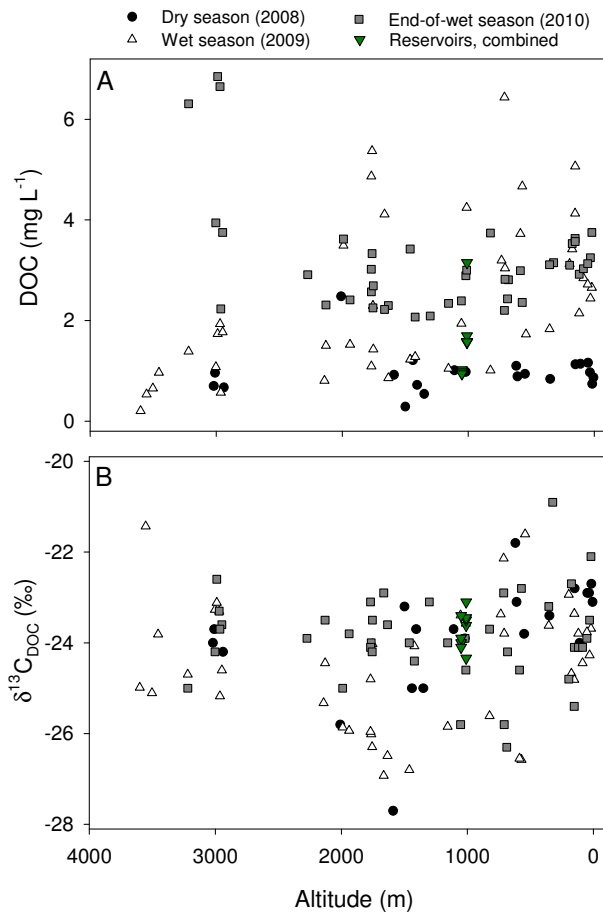 Dry season (2008)
Wet season (2009)
End-of-wet season (2010)
Reservoirs, combined
A
DOC (mg L⁻¹)
6
4
2
0
B
δ¹³C_DOC (‰)
-20
-22
-24
-26
-28
4000 3000 2000 1000 0
Altitude (m)